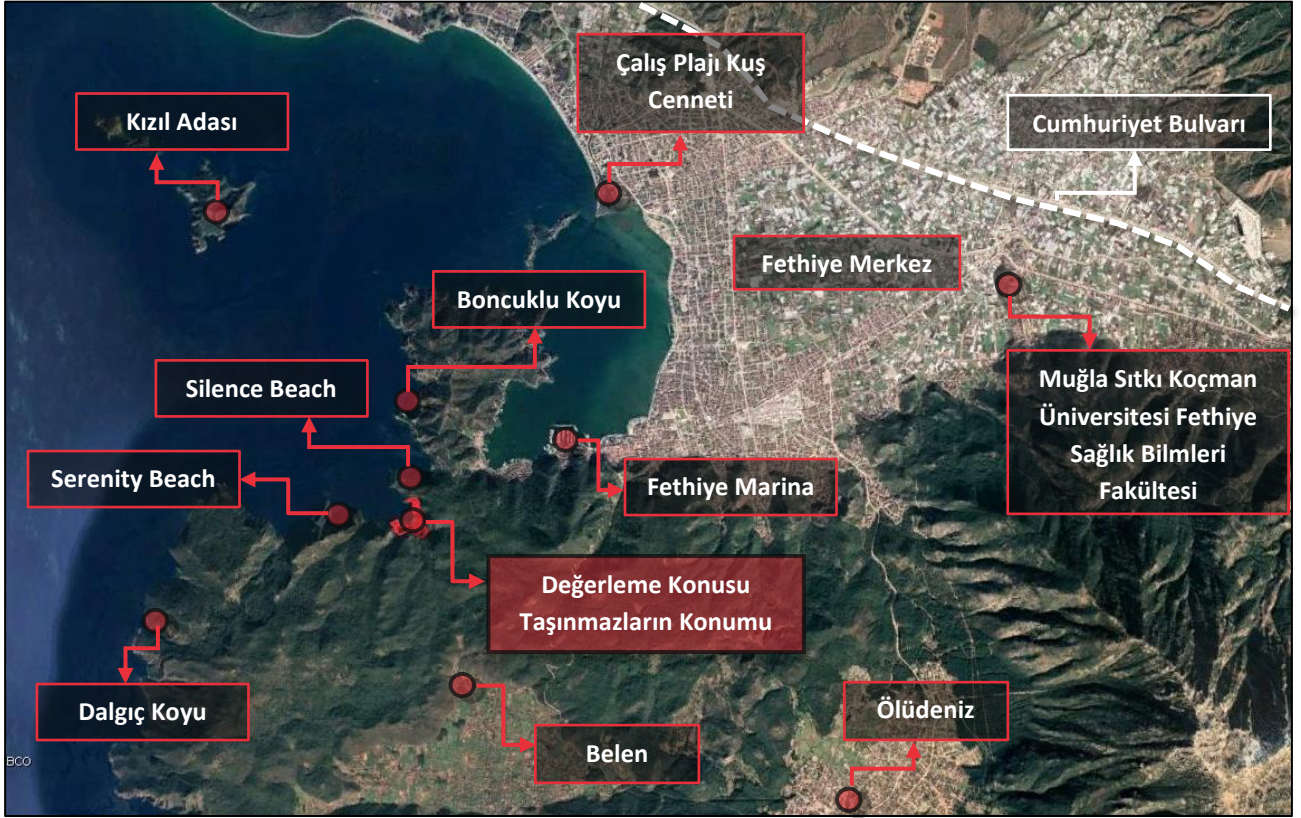 Çalış Plajı Kuş
Cenneti
Kızıl Adası
Cumhuriyet Bulvarı
Fethiye Merkez
Boncuklu Koyu
Silence Beach
Muğla Sıtkı Koçman
Üniversitesi Fethiye
Sağlık Bilmleri
Fakültesi
Serenity Beach
Fethiye Marina
Değerleme Konusu
Taşınmazların Konumu
Dalgıç Koyu
Ölüdeniz
Belen
BCO